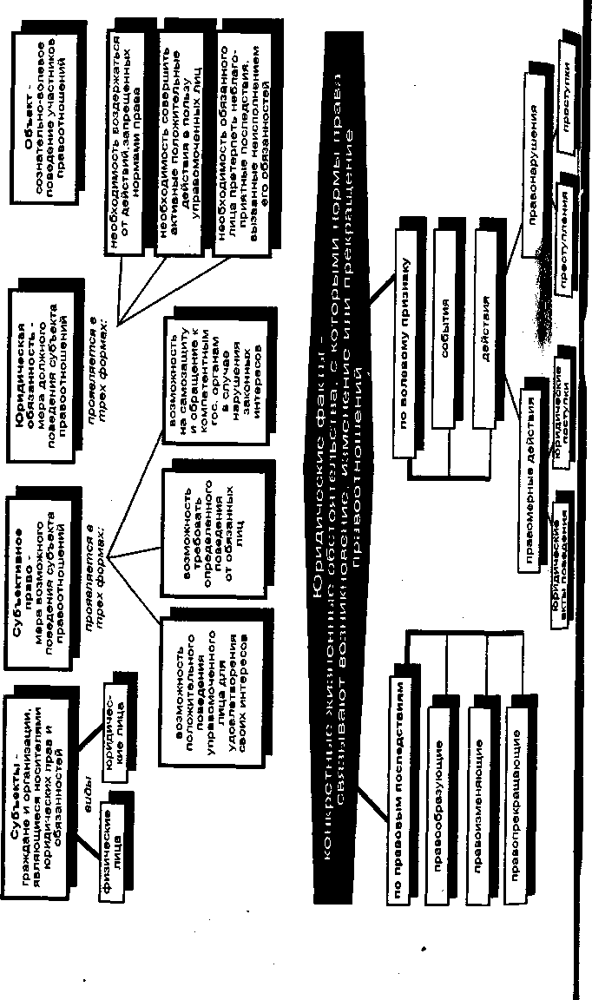 Субъекты -
граждане и организации,
являющиеся носителями
юридических прав и
обязанностей
виды
физические
лица
юридичес-
кие лица
Субъективное
право -
мера возможного
поведения субъекта
правоотношений
проявляется в
трех формах:
возможность
положительного
поведения
управомоченного
лица для
удовлетворения
своих интересов
возможность
требовать
определенного
поведения
от обязанных
лиц
возможность
на самозащиту
и обращение к
компетентным
гос. органам
в случае
нарушения
законных
интересов
Юридическая
обязанность -
мера должного
поведения субъекта
правоотношений
проявляется в
трех формах:
необходимость воздержаться
от действий, запрещенных
нормами права
необходимость совершить
активные положительные
действия в пользу
управомоченных лиц
необходимость обязанного
лица претерпеть неблаго-
приятные последствия,
вызванные неисполнением
его обязанностей
Объект -
сознательно-волевое
поведение участников
правоотношений
Юридические факты -
конкретные жизненные обстоятельства, с которыми нормы права
связывают возникновение, изменение или прекращение
правоотношений
по правовым последствиям
правообразующие
правоизменяющие
правопрекращающие
по волевому признаку
события
действия
правомерные действия
юридические
акты поведения
юридические
поступки
правонарушения
преступления
преступки